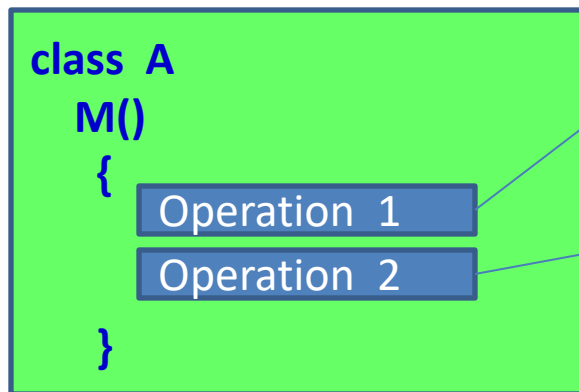 class A
M()
{
Operation 1
Operation 2
}